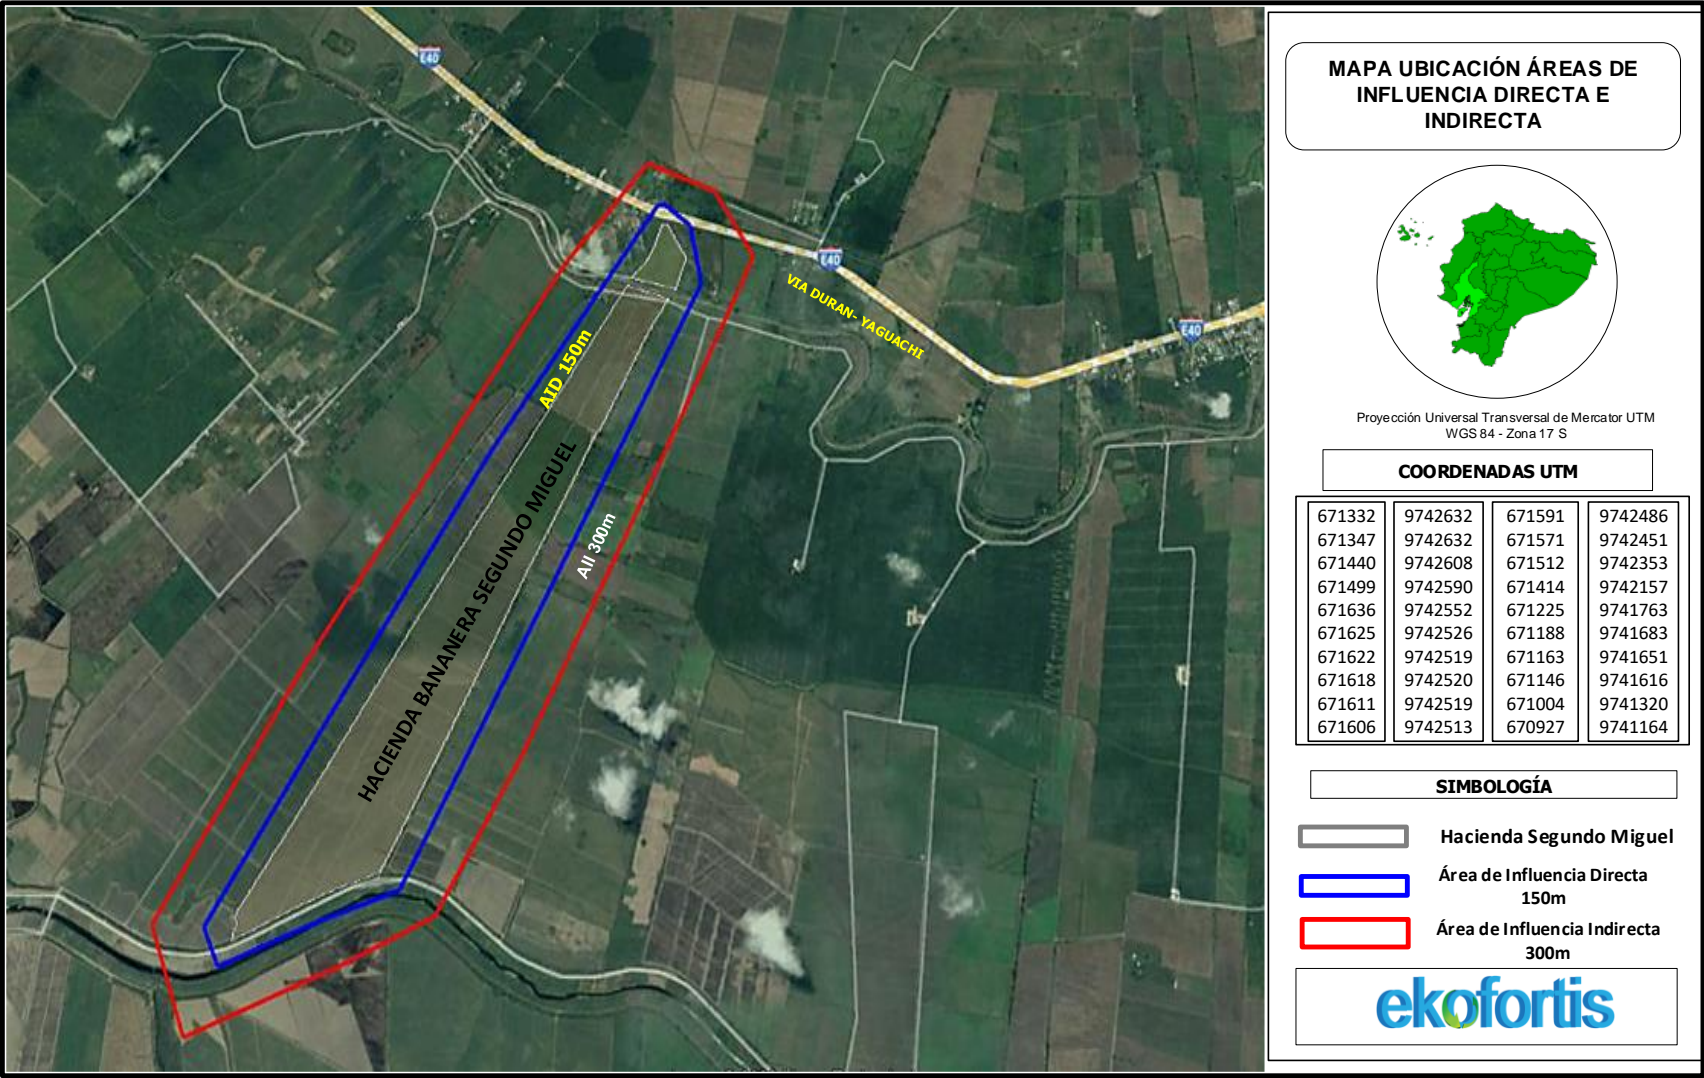 E40
E40
E40
VIA DURAN- YAGUACHI
AID 150m
AII 300m
HACIENDA BANANERA SEGUNDO MIGUEL
MAPA UBICACIÓN ÁREAS DE
INFLUENCIA DIRECTA E
INDIRECTA
Proyección Universal Transversal de Mercator UTM
WGS 84 - Zona 17 S
COORDENADAS UTM
671332 9742632 671591 9742486
671347 9742632 671571 9742451
671440 9742608 671512 9742353
671499 9742590 671414 9742157
671636 9742552 671225 9741763
671625 9742526 671188 9741683
671622 9742519 671163 9741651
671618 9742520 671146 9741616
671611 9742519 671004 9741320
671606 9742513 670927 9741164
SIMBOLOGÍA
Hacienda Segundo Miguel
Área de Influencia Directa
150m
Área de Influencia Indirecta
300m
ekofortis